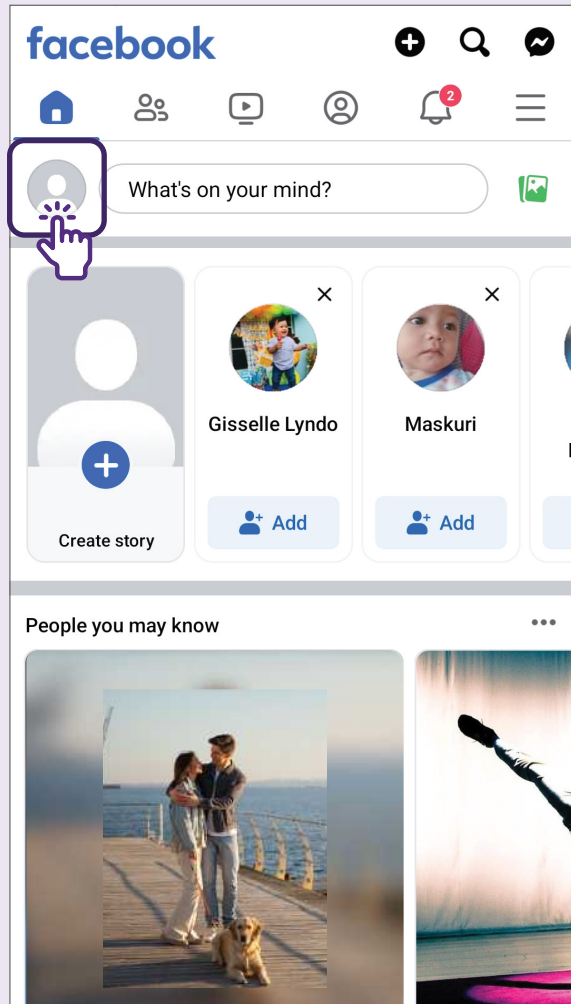 facebook
2
What's on your mind?
Gisselle Lyndo
Maskuri
Add
Add
Create story
People you may know